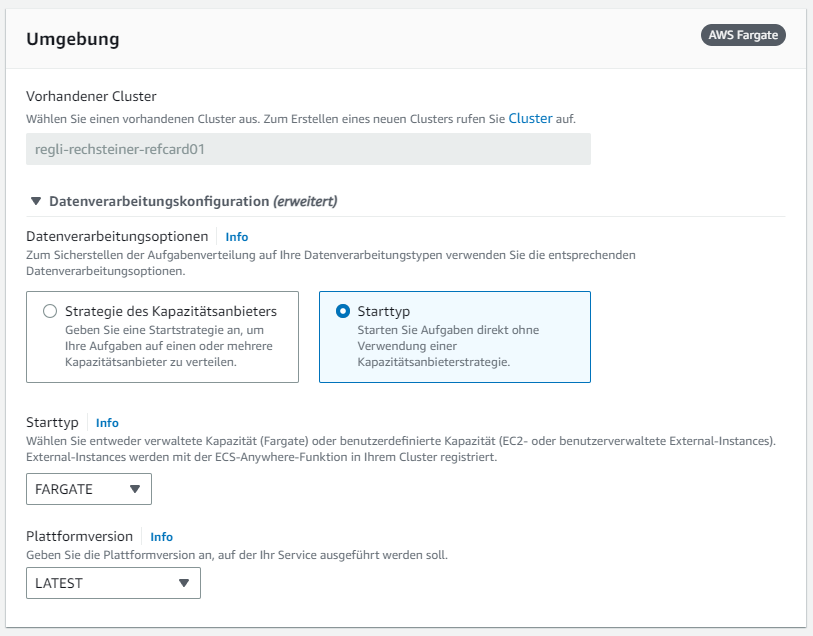 Umgebung
AWS Fargate
Vorhandener Cluster
Wählen Sie einen vorhandenen Cluster aus. Zum Erstellen eines neuen Clusters rufen Sie Cluster auf.
regli-rechsteiner-refcard01
Datenverarbeitungskonfiguration (erweitert)
Datenverarbeitungsoptionen Info
Zum Sicherstellen der Aufgabenverteilung auf Ihre Datenverarbeitungstypen verwenden Sie die entsprechenden
Datenverarbeitungsoptionen.
Strategie des Kapazitätsanbieters
Geben Sie eine Startstrategie an, um
Ihre Aufgaben auf einen oder mehrere
Kapazitätsanbieter zu verteilen.
Starttyp
Starten Sie Aufgaben direkt ohne
Verwendung einer
Kapazitätsanbieterstrategie.
Starttyp Info
Wählen Sie entweder verwaltete Kapazität (Fargate) oder benutzerdefinierte Kapazität (EC2- oder benutzerverwaltete External-Instances).
External-Instances werden mit der ECS-Anywhere-Funktion in Ihrem Cluster registriert.
FARGATE
Plattformversion Info
Geben Sie die Plattformversion an, auf der Ihr Service ausgeführt werden soll.
LATEST